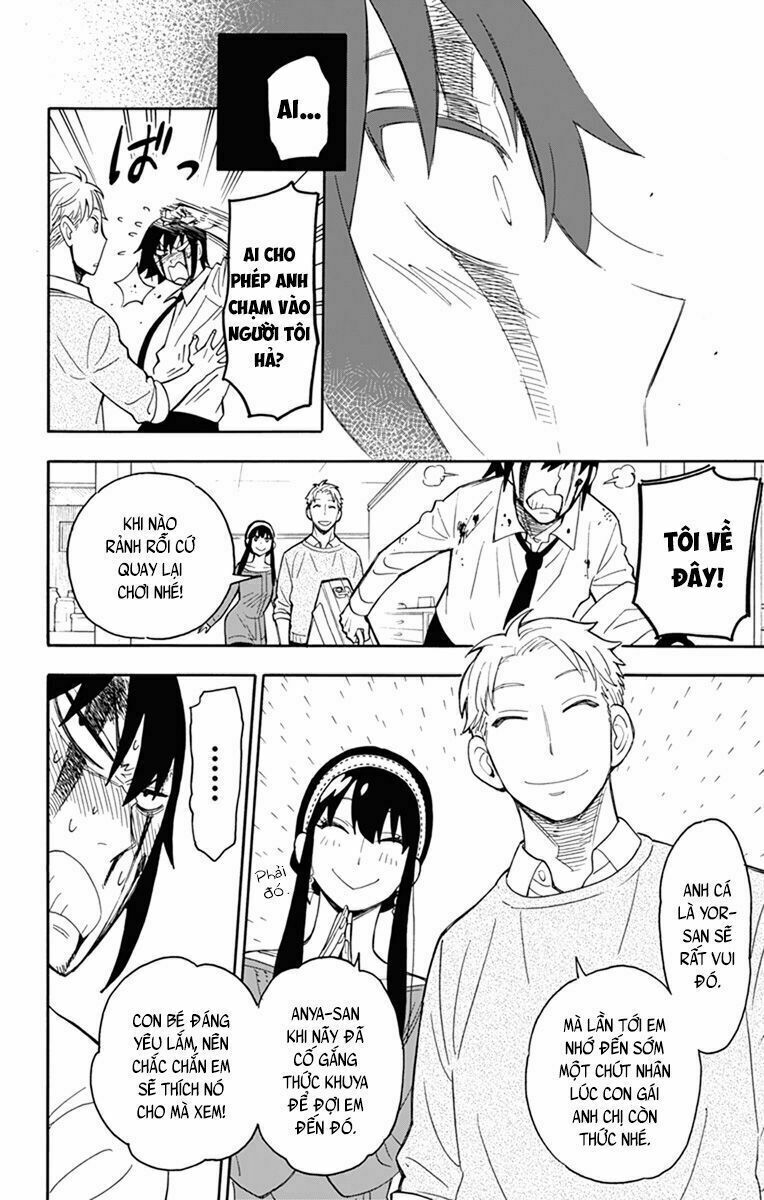 AI...
ばっ
AI CHO
PHÉP ANH
CHẠM VÀO
NGƯỜI TÔI
HẢ?
TÔI VỀ
ĐÂY!
KHI NÀO
RẢNH RỖI CỨ
QUAY LẠI
CHƠI NHÉ!
ANH CÁ
LÀ YOR-
SAN SẼ
RẤT VUI
ĐÓ.
MÀ LẦN TỚI EM
NHỚ ĐẾN SỚM
MỘT CHÚT NHÂN
LÚC CON GÁI
ANH CHỊ CÒN
THỨC NHÉ.
Phải
đó.
ANYA-SAN
KHI NÃY ĐÃ
CỐ GẮNG
THỨC KHUYA
ĐỂ ĐỢI EM
ĐẾN ĐÓ.
CON BÉ ĐÁNG
YÊU LẮM, NÊN
CHẮC CHẮN EM
SẼ THÍCH NÓ
CHO MÀ XEM!
......